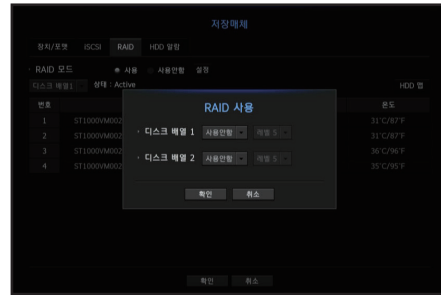 저장매체
장치/포맷 iSCSI RAID HDD 알람
· RAID 모드 사용 사용안함 설정
디스크 배열1 상태 : Active HDD 맵
번호 온도
1 ST1000VM002 31°C/87°F
2 ST1000VM002 31°C/87°F
3 ST1000VM002 36°C/96°F
4 ST1000VM002 35°C/95°F
RAID 사용
· 디스크 배열 1 사용안함 레벨 5
· 디스크 배열 2 사용안함 레벨 5
확인 취소
확인 취소